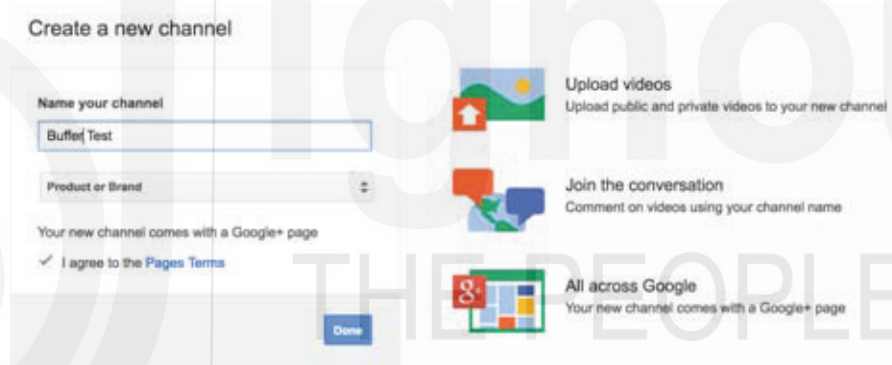 Create a new channel
Name your channel
Buffer Test
Product or Brand
Your new channel comes with a Google+ page
✓ I agree to the Pages Terms
Done
Upload videos
Upload public and private videos to your new channel
Join the conversation
Comment on videos using your channel name
8+
All across Google
Your new channel comes with a Google+ page
ignou
THE PEOPLE